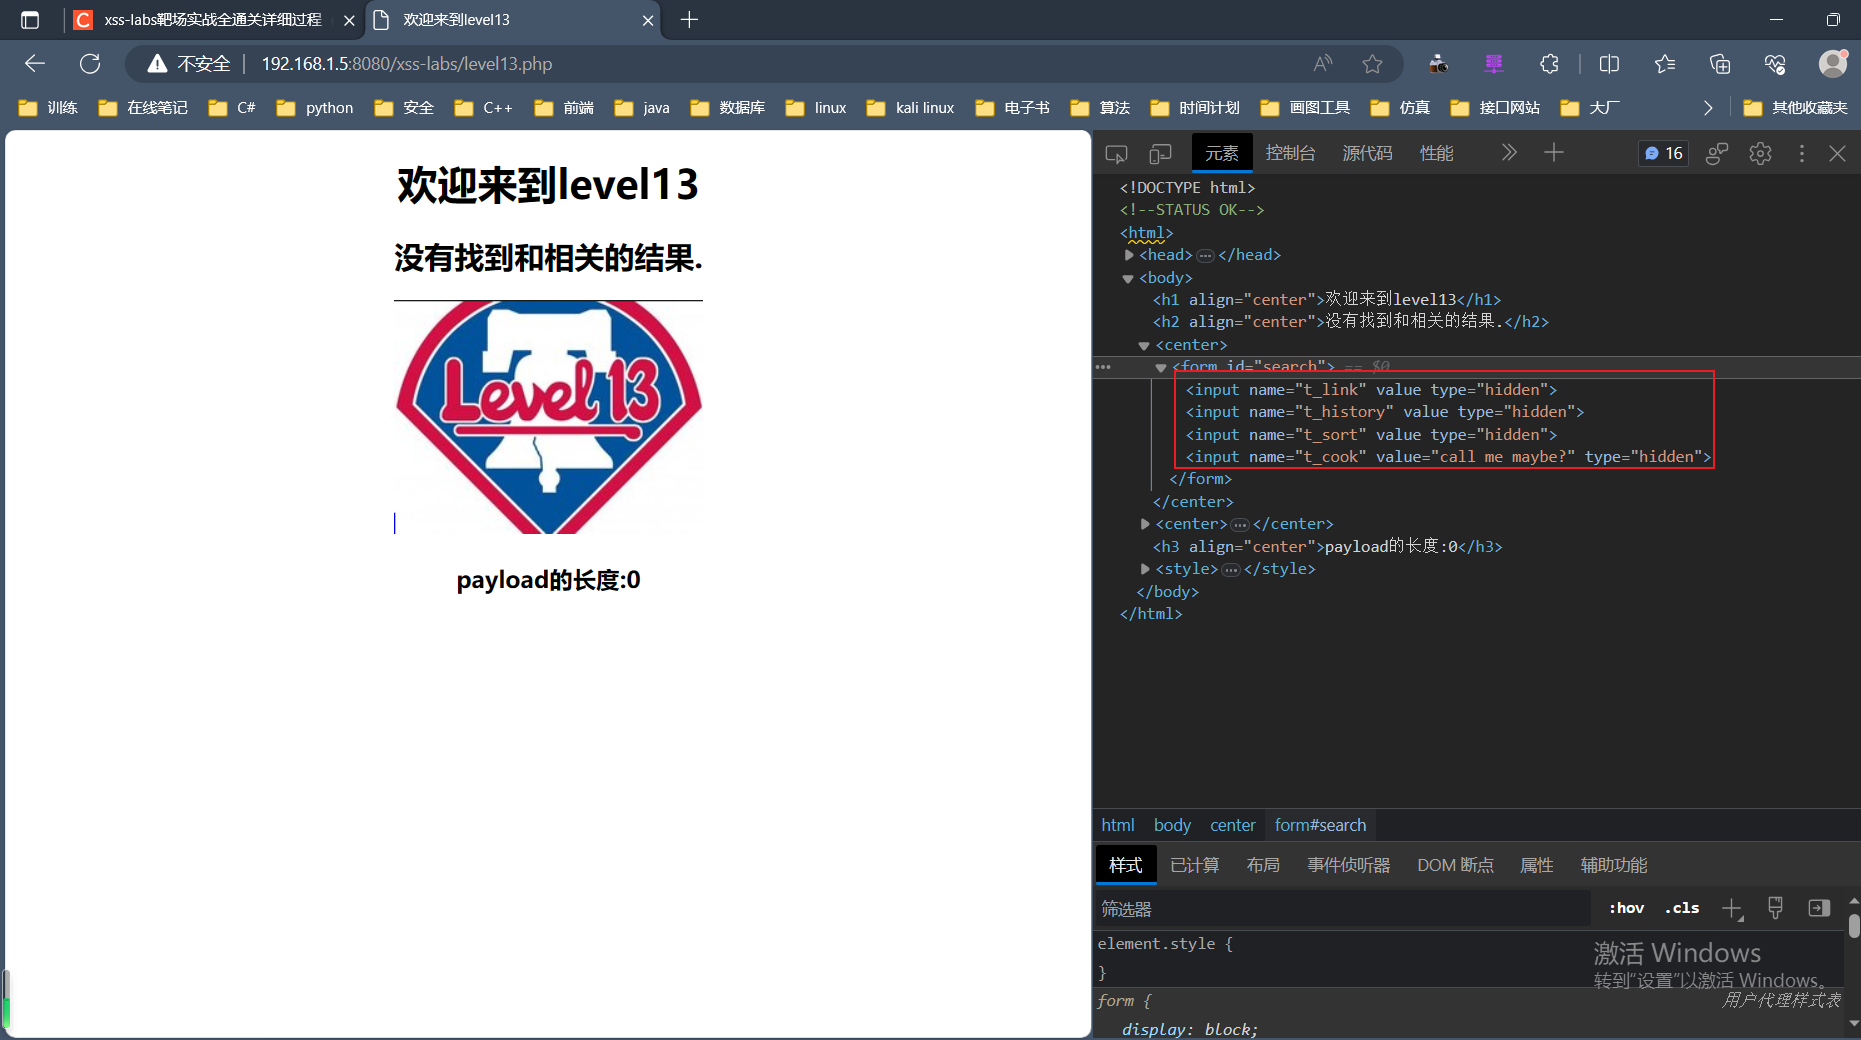 xss-labs靶场实战全通关详细过程
欢迎来到level13
不安全
192.168.1.5:8080/xss-labs/level13.php
训练 在线笔记 C# python 安全 C++ 前端 java 数据库 linux kali linux 电子书 算法 时间计划 画图工具 仿真 接口网站 大厂 其他收藏夹
欢迎来到level13
没有找到和相关的结果.
Level 13
payload的长度:0
元素 控制台 源代码 性能 16
<!DOCTYPE html>
<!--STATUS OK-->
<html>
<head>…</head>
<body>
<h1 align="center">欢迎来到level13</h1>
<h2 align="center">没有找到和相关的结果.</h2>
<center>
<form id="search"> == $0
<input name="t_link" value type="hidden">
<input name="t_history" value type="hidden">
<input name="t_sort" value type="hidden">
<input name="t_cook" value="call me maybe?" type="hidden">
</form>
</center>
<center>…</center>
<h3 align="center">payload的长度:0</h3>
<style>…</style>
</body>
</html>
html body center form#search
样式 已计算 布局 事件侦听器 DOM 断点 属性 辅助功能
筛选器 :hov .cls
element.style {
}
激活 Windows
转到"设置"以激活 Windows。
form { 用户代理样式表
display: block;